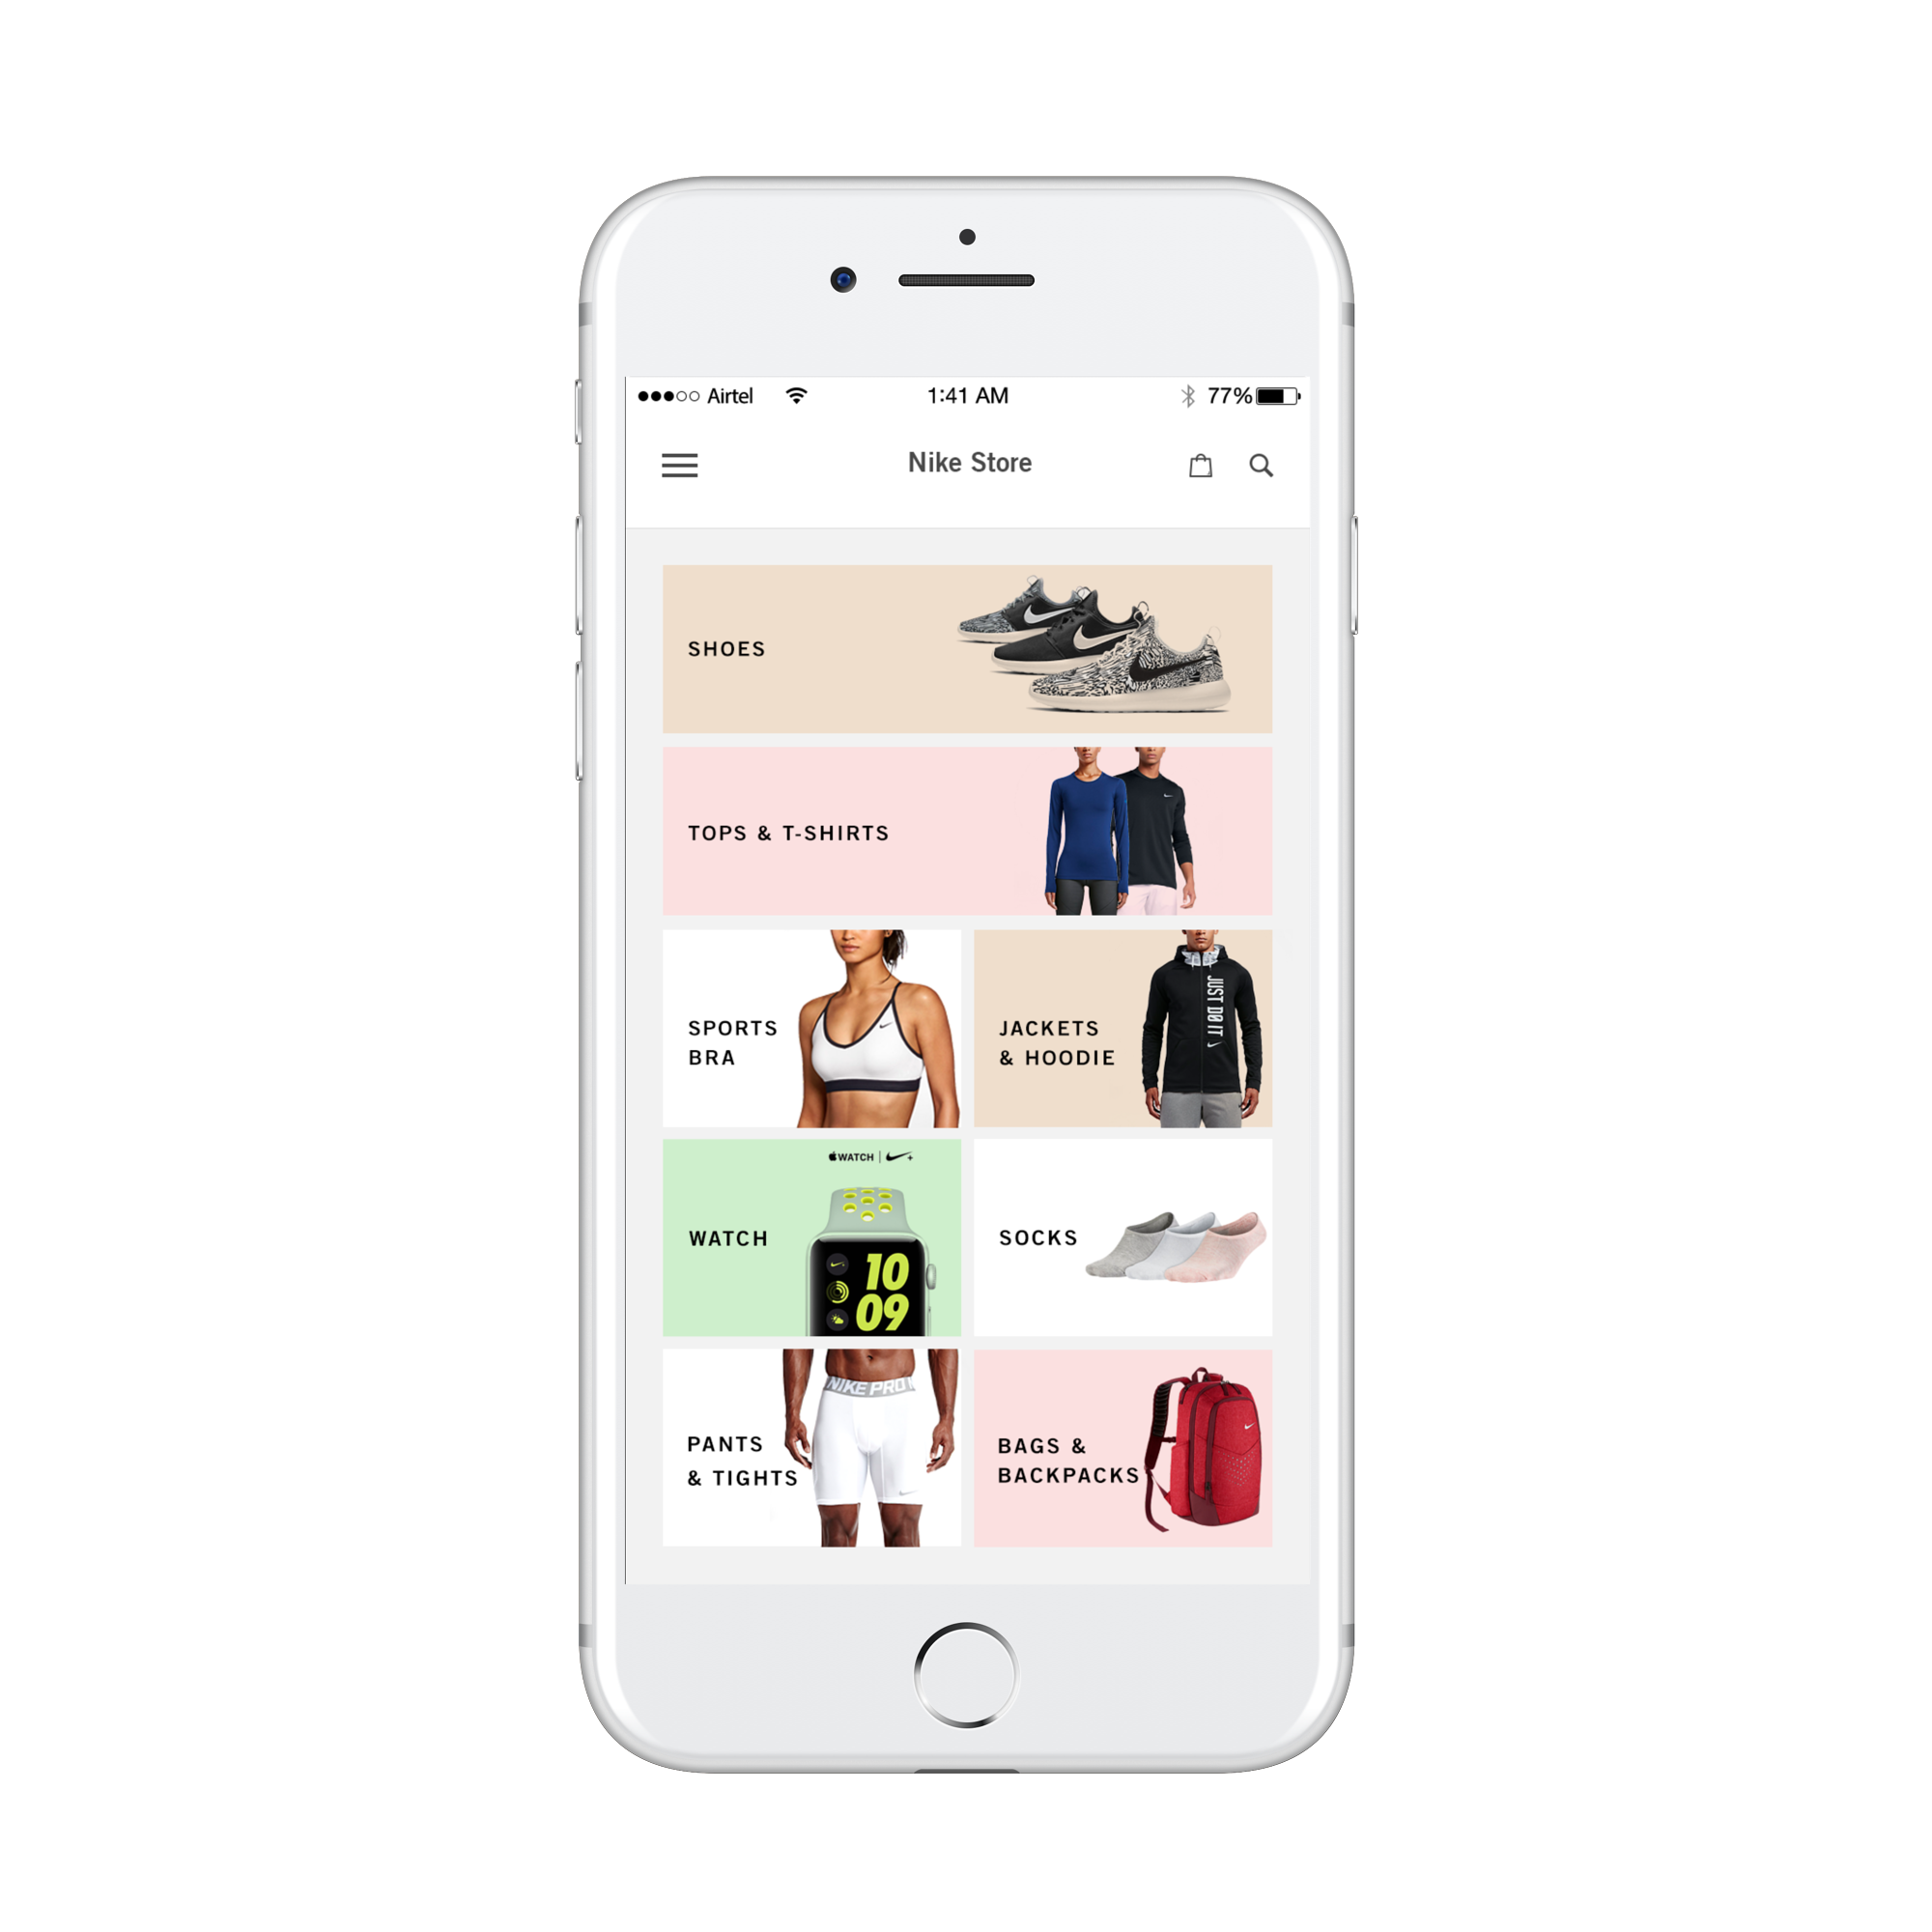 Airtel 1:41 AM 77%
Nike Store
SHOES
TOPS & T-SHIRTS
SPORTS
BRA
JACKETS
& HOODIE
JUST DO IT
WATCH
WATCH
10
09
SOCKS
NIKE PRO
PANTS
& TIGHTS
BAGS &
BACKPACKS